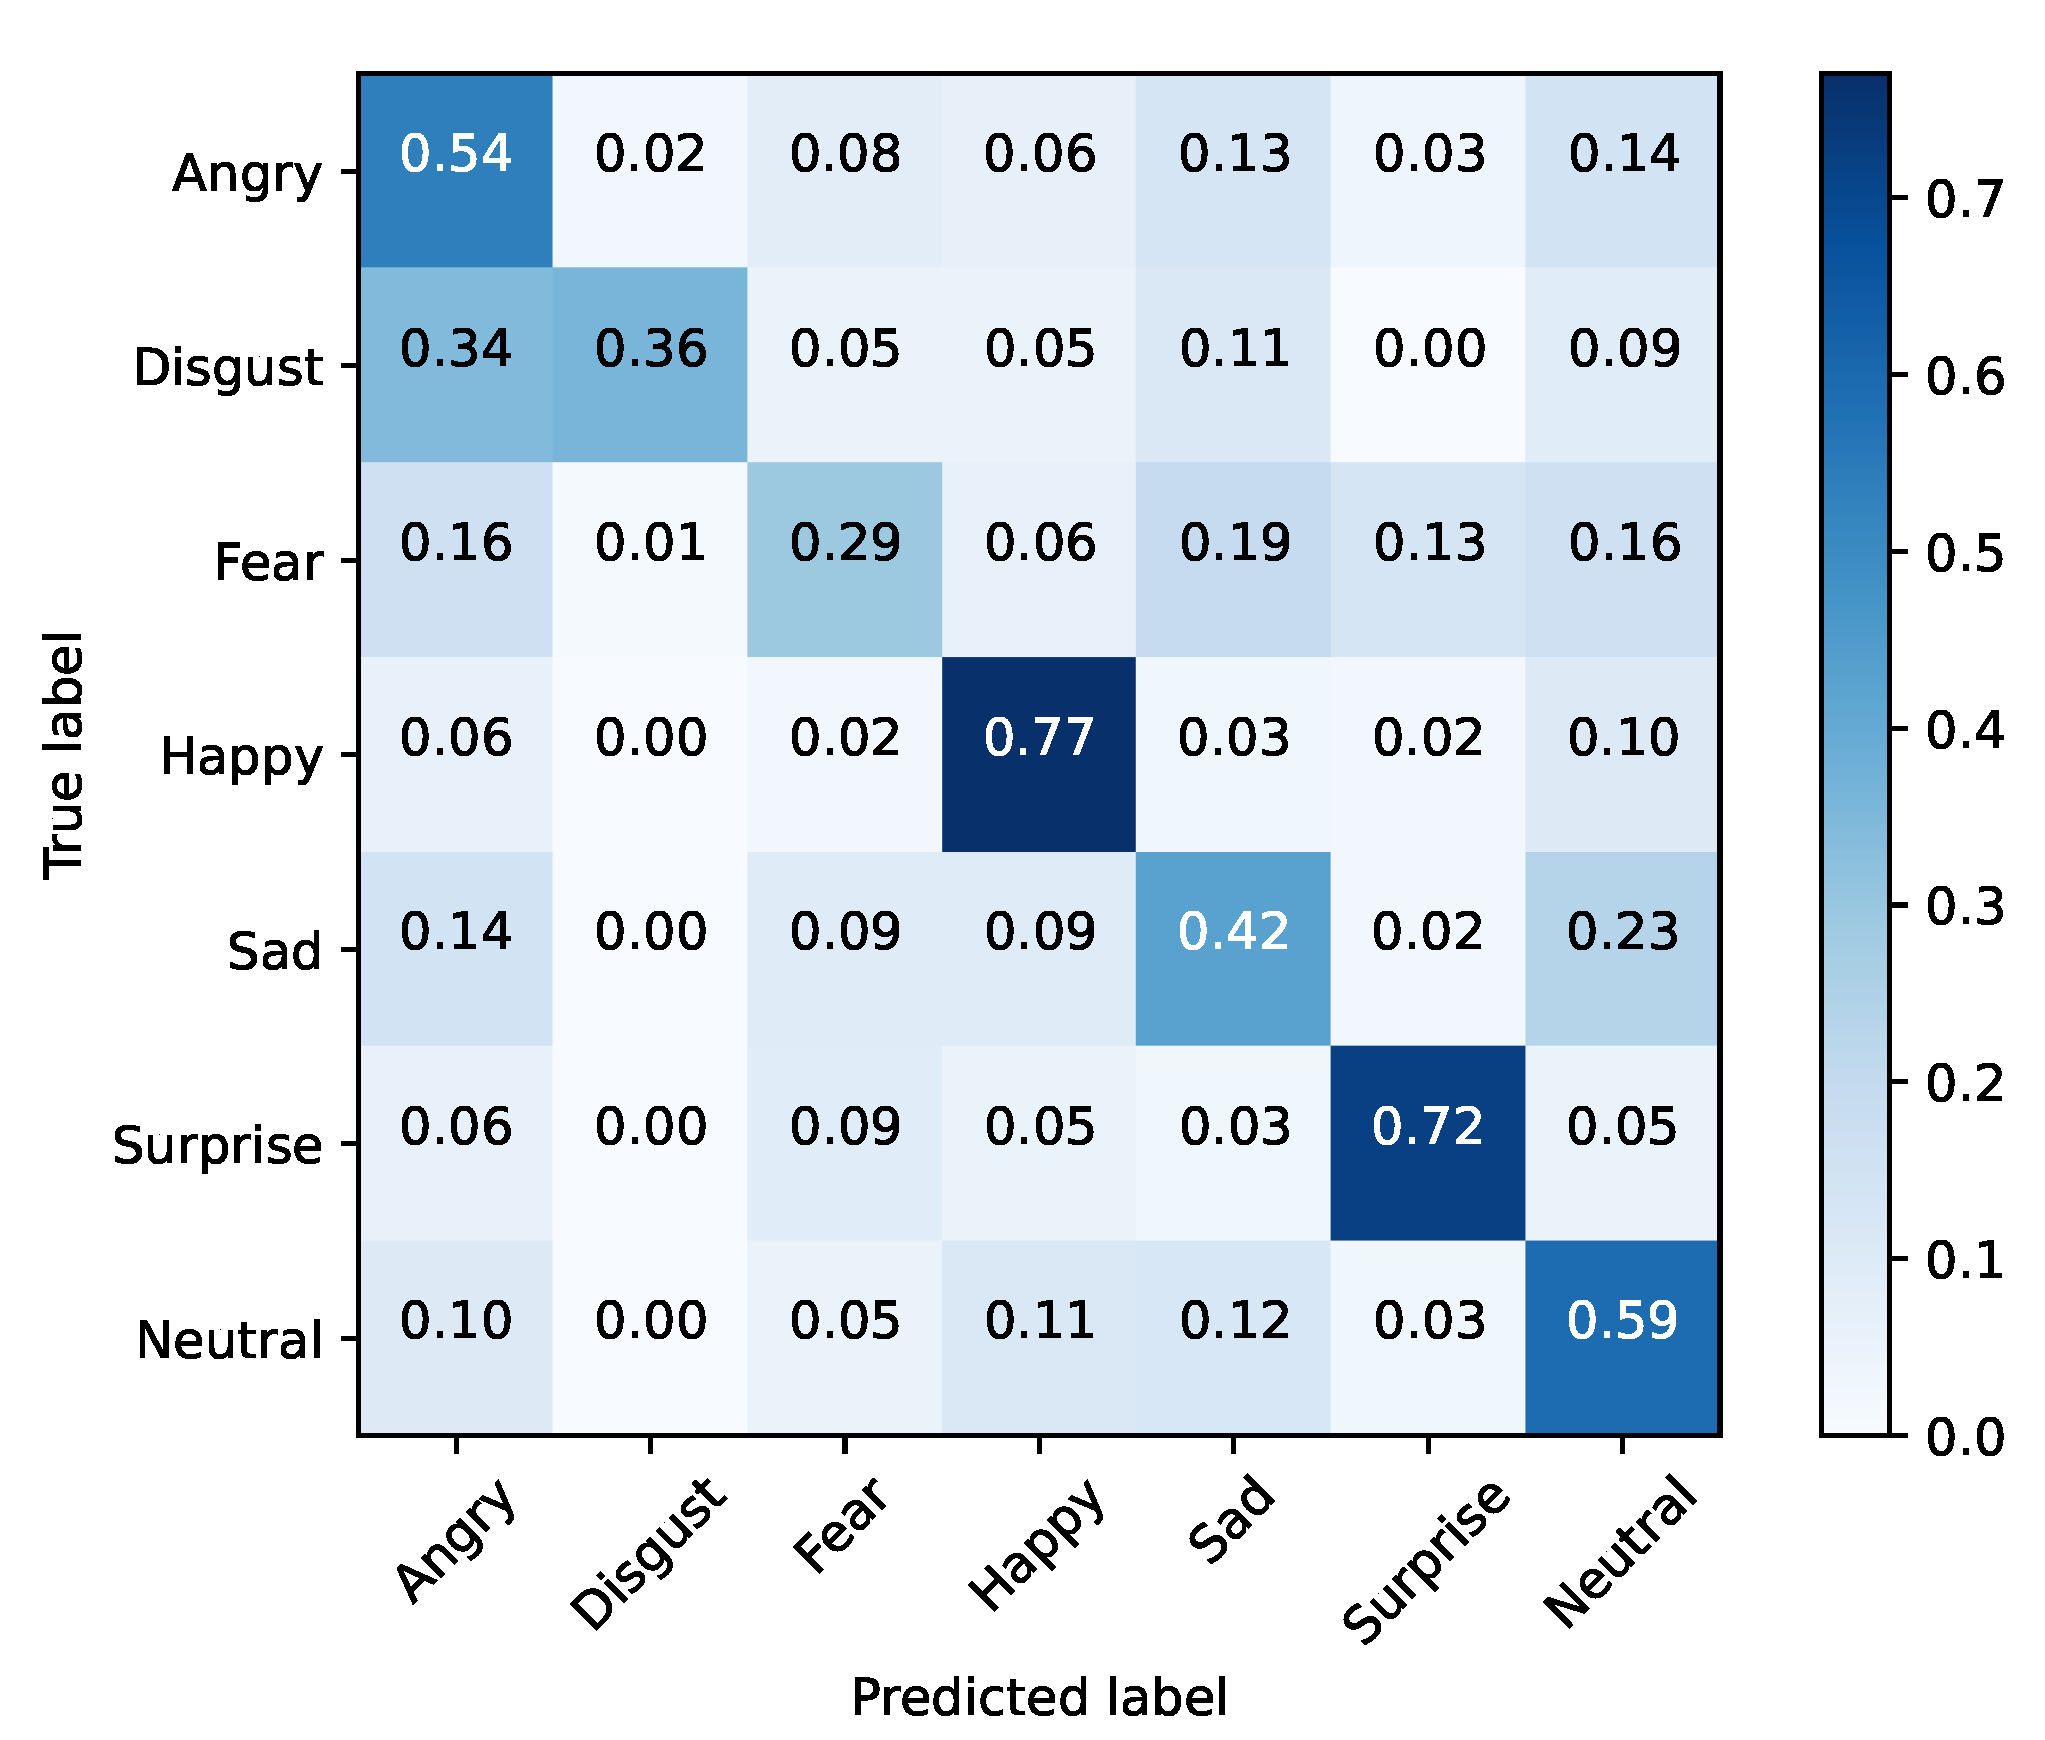 Angry 0.54 0.02 0.08 0.06 0.13 0.03 0.14
Disgust 0.34 0.36 0.05 0.05 0.11 0.00 0.09
Fear 0.16 0.01 0.29 0.06 0.19 0.13 0.16
Happy 0.06 0.00 0.02 0.77 0.03 0.02 0.10
Sad 0.14 0.00 0.09 0.09 0.42 0.02 0.23
Surprise 0.06 0.00 0.09 0.05 0.03 0.72 0.05
Neutral 0.10 0.00 0.05 0.11 0.12 0.03 0.59
True label
Angry Disgust Fear Happy Sad Surprise Neutral
Predicted label
0.7
0.6
0.5
0.4
0.3
0.2
0.1
0.0